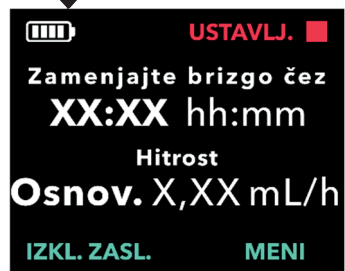 USTAVLJ.
Zamenjajte brizgo čez
XX:XX hh:mm
Hitrost
Osnov. X,XX mL/h
IZKL. ZASL. MENI